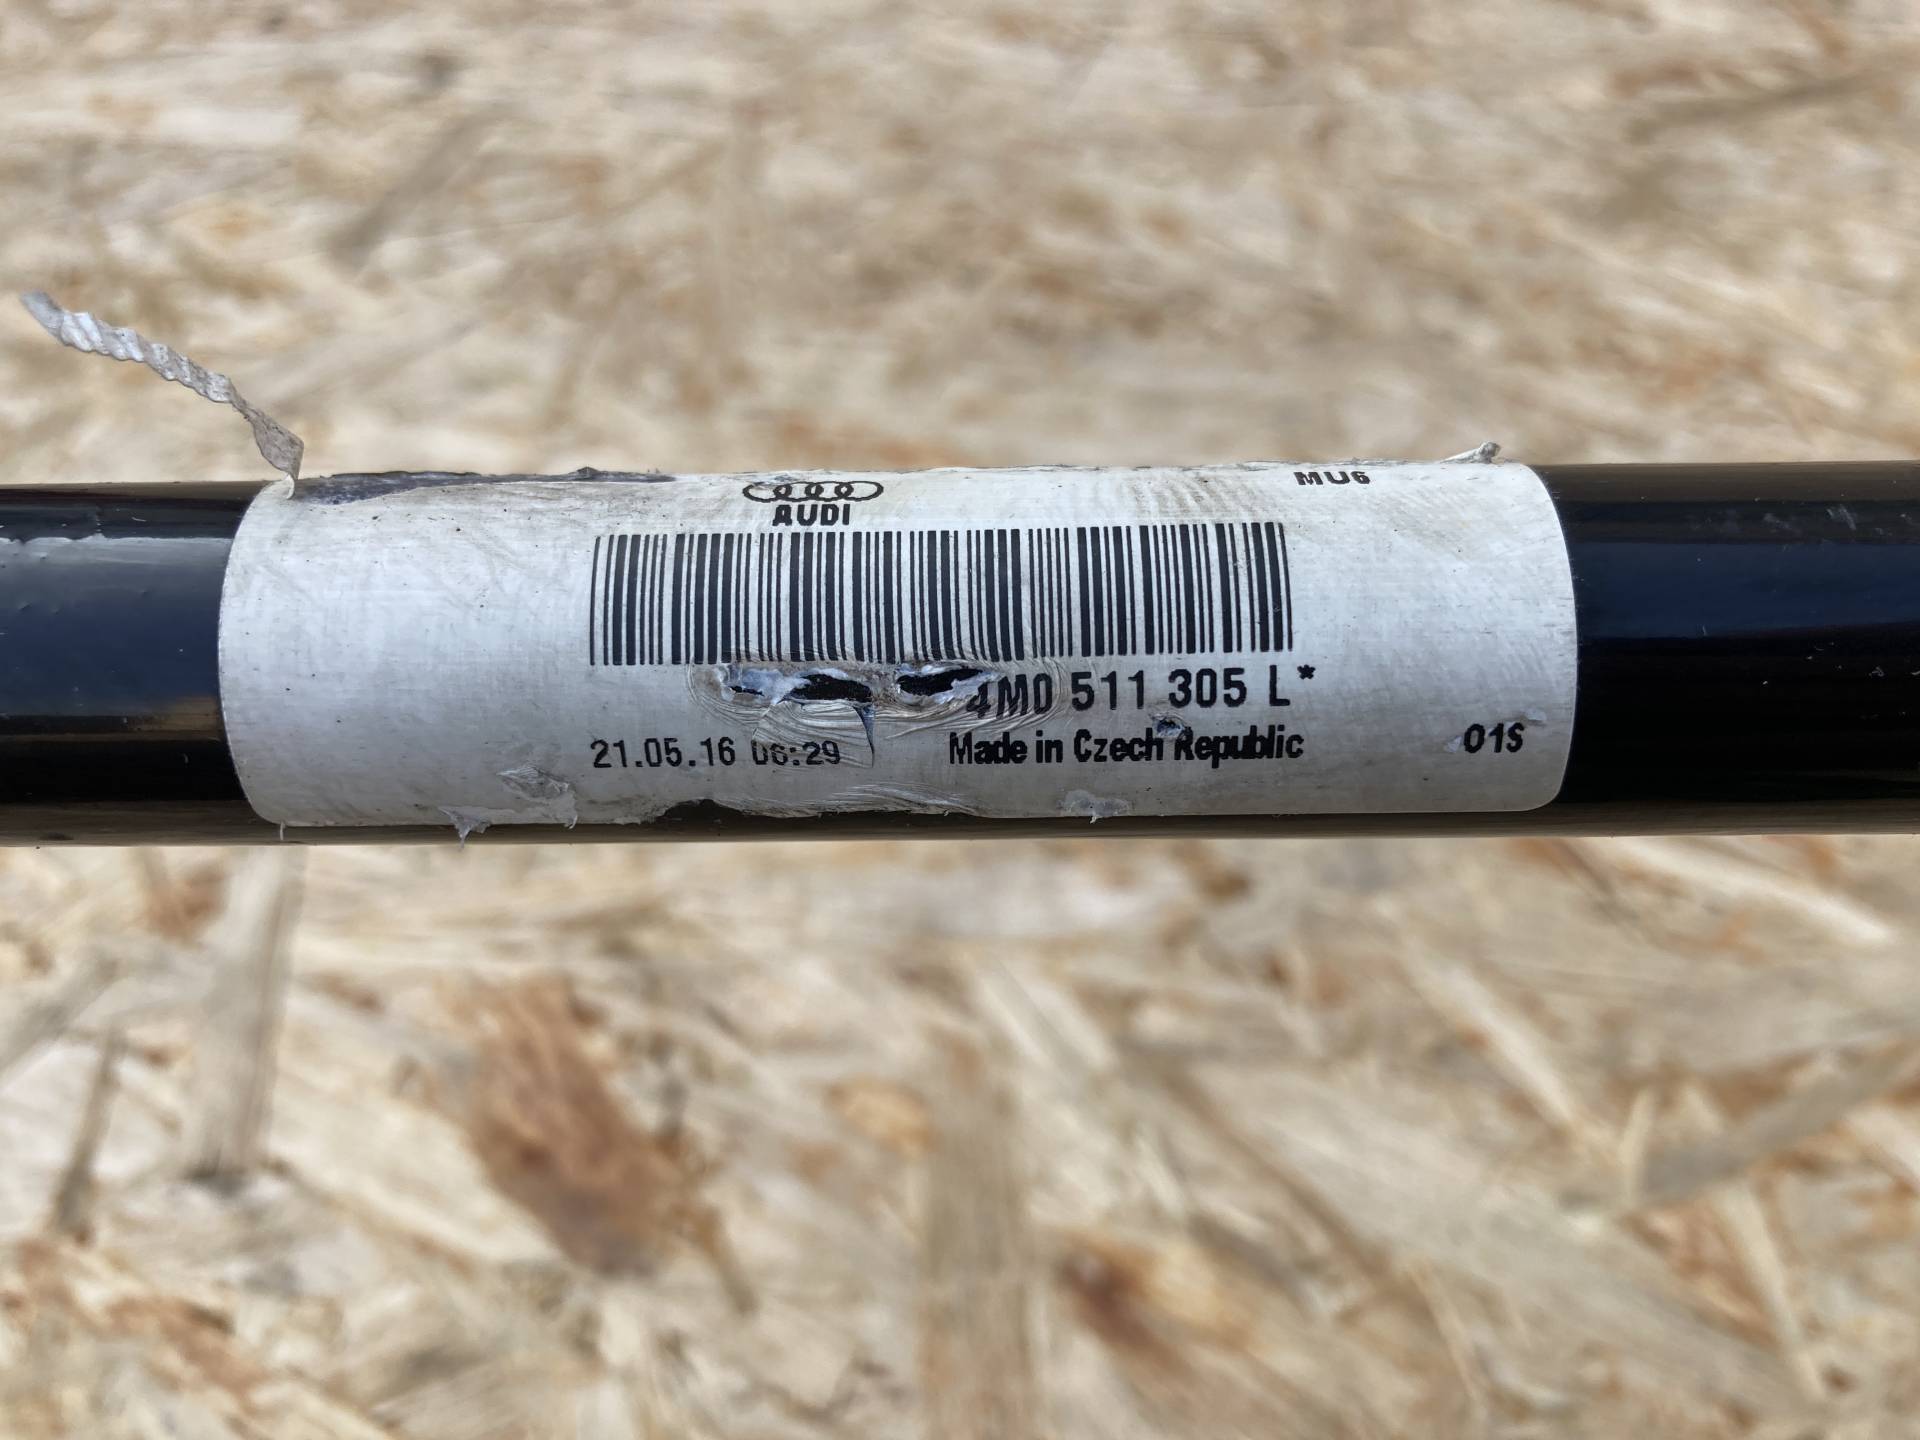 MU6
AUDI
4M0 511 305 L*
21.05.16 06:29
Made in Czech Republic
01S